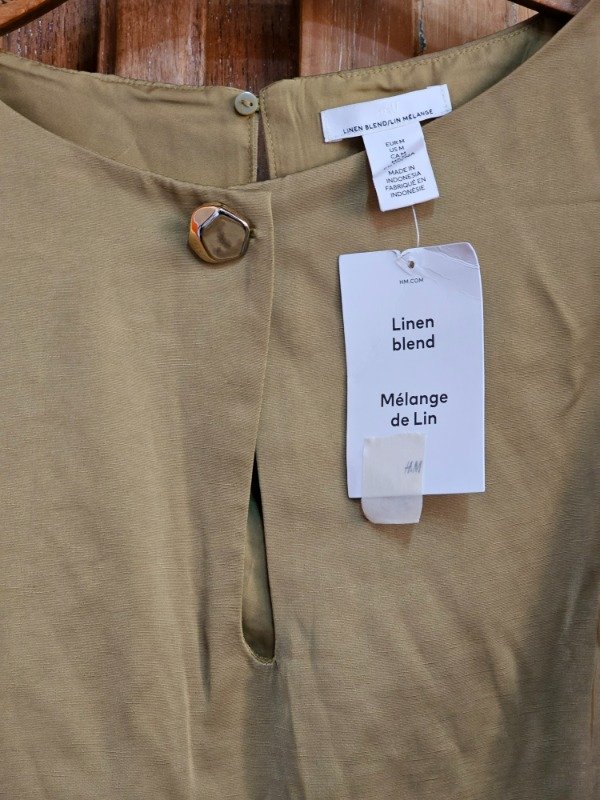 LINEN BLEND/LIN MÉLANGE
EUR M
US M
CA M
MADE IN
INDONESIA
FABRIQUÉ EN
INDONÉSIE
HM.COM
Linen
blend
Mélange
de Lin
H&M